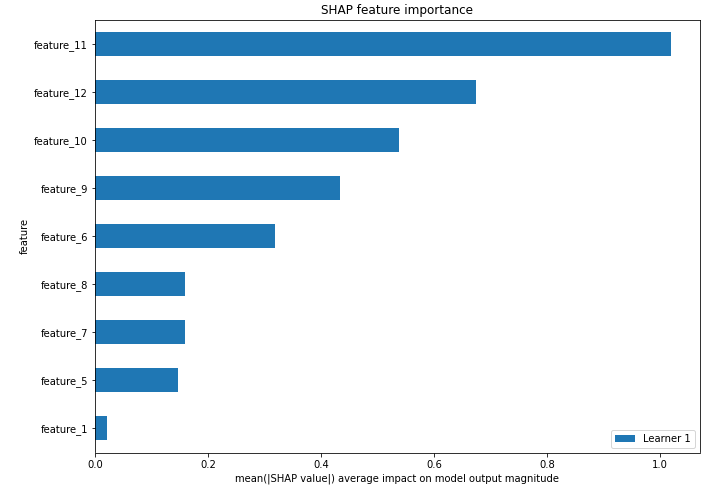 SHAP feature importance
feature_11
feature_12
feature_10
feature_9
feature_6
feature_8
feature_7
feature_5
feature_1
feature
Learner 1
0.0 0.2 0.4 0.6 0.8 1.0
mean(|SHAP value|) average impact on model output magnitude